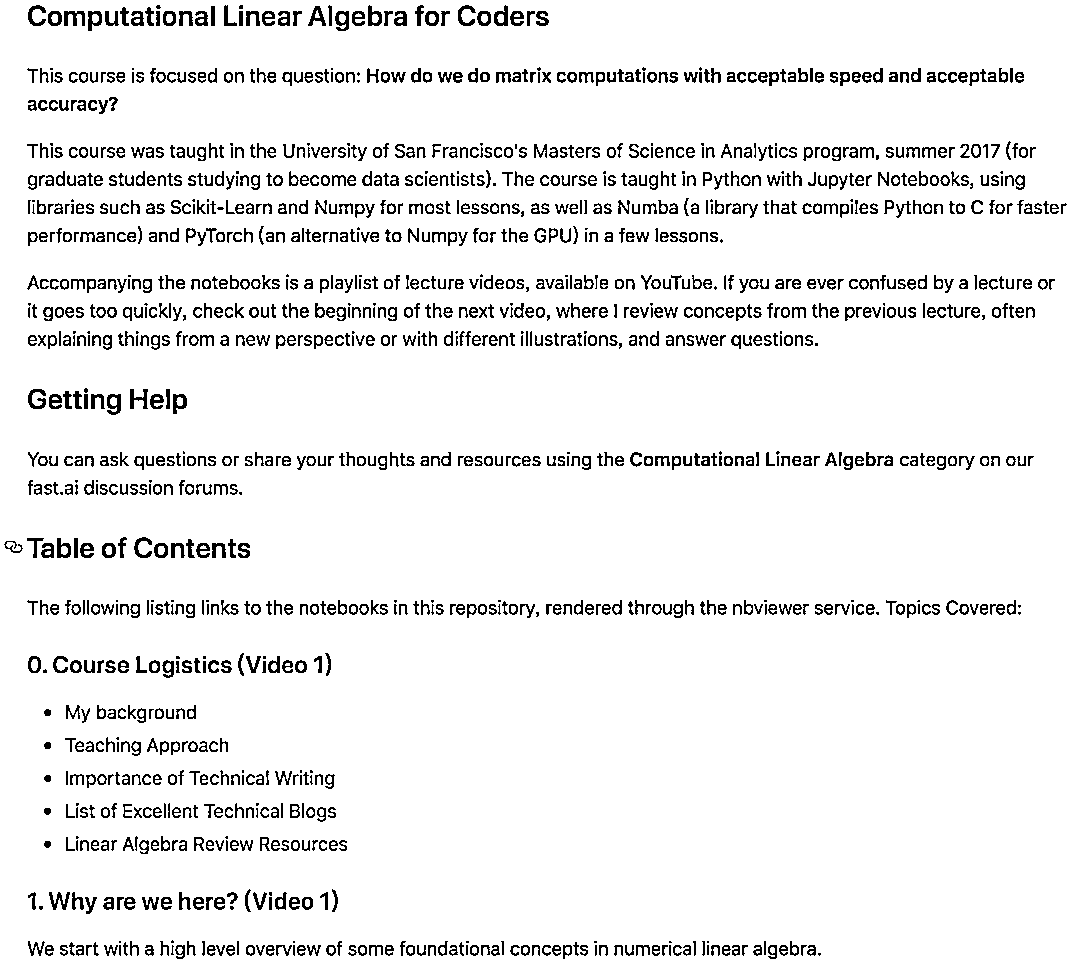 Computational Linear Algebra for Coders
This course is focused on the question: How do we do matrix computations with acceptable speed and acceptable
accuracy?
This course was taught in the University of San Francisco's Masters of Science in Analytics program, summer 2017 (for
graduate students studying to become data scientists). The course is taught in Python with Jupyter Notebooks, using
libraries such as Scikit-Learn and Numpy for most lessons, as well as Numba (a library that compiles Python to C for faster
performance) and PyTorch (an alternative to Numpy for the GPU) in a few lessons.
Accompanying the notebooks is a playlist of lecture videos, available on YouTube. If you are ever confused by a lecture or
it goes too quickly, check out the beginning of the next video, where I review concepts from the previous lecture, often
explaining things from a new perspective or with different illustrations, and answer questions.
Getting Help
You can ask questions or share your thoughts and resources using the Computational Linear Algebra category on our
fast.ai discussion forums.
Table of Contents
The following listing links to the notebooks in this repository, rendered through the nbviewer service. Topics Covered:
0. Course Logistics (Video 1)
• My background
• Teaching Approach
• Importance of Technical Writing
• List of Excellent Technical Blogs
• Linear Algebra Review Resources
1. Why are we here? (Video 1)
We start with a high level overview of some foundational concepts in numerical linear algebra.